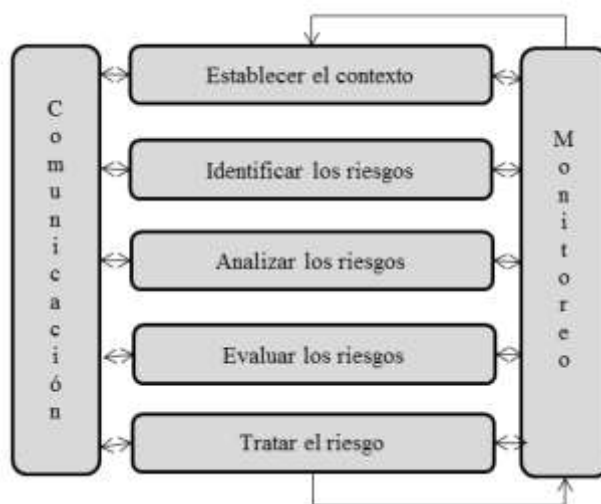 Comunicación
Establecer el contexto
Identificar los riesgos
Analizar los riesgos
Evaluar los riesgos
Tratar el riesgo
Monitoreo